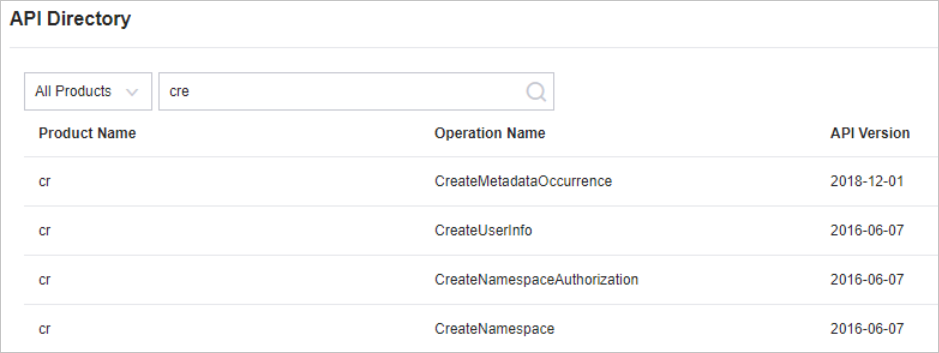 API Directory
All Products cre
Product Name Operation Name API Version
cr CreateMetadataOccurrence 2018-12-01
cr CreateUserInfo 2016-06-07
cr CreateNamespaceAuthorization 2016-06-07
cr CreateNamespace 2016-06-07